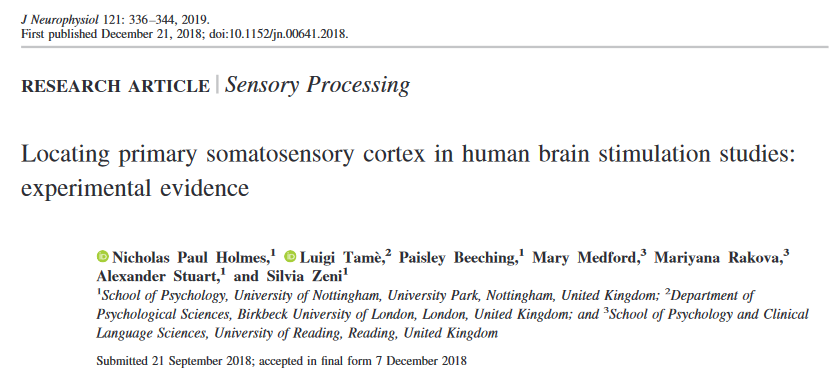 J Neurophysiol 121: 336–344, 2019.
First published December 21, 2018; doi:10.1152/jn.00641.2018.
RESEARCH ARTICLE | Sensory Processing
Locating primary somatosensory cortex in human brain stimulation studies:
experimental evidence
Nicholas Paul Holmes,¹ Luigi Tamè,² Paisley Beeching,¹ Mary Medford,³ Mariyana Rakova,³
Alexander Stuart,¹ and Silvia Zeni¹
¹School of Psychology, University of Nottingham, University Park, Nottingham, United Kingdom; ²Department of
Psychological Sciences, Birkbeck University of London, London, United Kingdom; and ³School of Psychology and Clinical
Language Sciences, University of Reading, Reading, United Kingdom
Submitted 21 September 2018; accepted in final form 7 December 2018